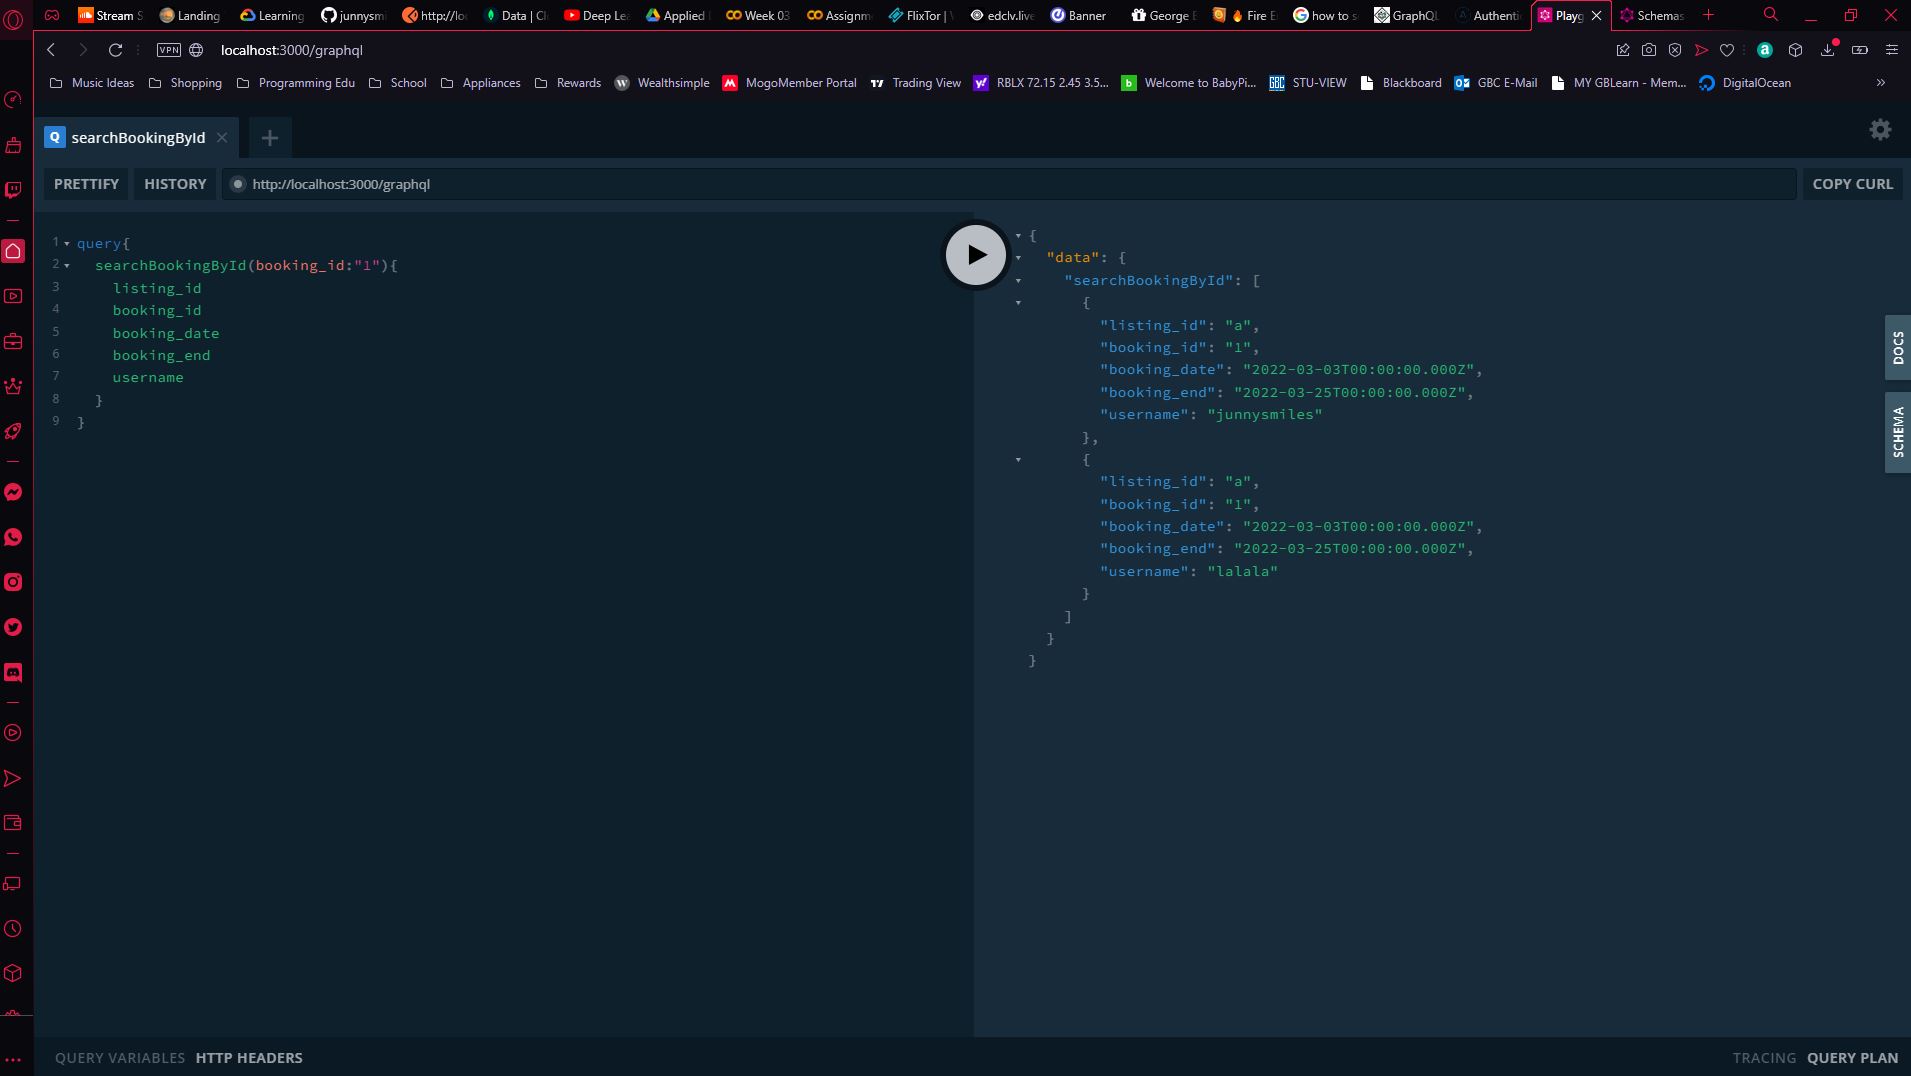 Stream S
Landing
Learning
junnysmi
http://lo
Data | Cl
Deep Le
Applied
Week 03
Assignm
FlixTor |
edclv.live
Banner
George B
Fire E
how to s
GraphQL
Authenti
Playg
Schemas
VPN
localhost:3000/graphql
Music Ideas
Shopping
Programming Edu
School
Appliances
Rewards
Wealthsimple
MogoMember Portal
Trading View
RBLX 72.15 2.45 3.5...
Welcome to BabyPi...
STU-VIEW
Blackboard
GBC E-Mail
MY GBLearn - Mem...
DigitalOcean
»
Q searchBookingById
PRETTIFY
HISTORY
http://localhost:3000/graphql
COPY CURL
1 query{
2 searchBookingById(booking_id:"1"){
3 listing_id
4 booking_id
5 booking_date
6 booking_end
7 username
8 }
9 }
{
"data": {
"searchBookingById": [
{
"listing_id": "a",
"booking_id": "1",
"booking_date": "2022-03-03T00:00:00.000Z",
"booking_end": "2022-03-25T00:00:00.000Z",
"username": "junnysmiles"
},
{
"listing_id": "a",
"booking_id": "1",
"booking_date": "2022-03-03T00:00:00.000Z",
"booking_end": "2022-03-25T00:00:00.000Z",
"username": "lalala"
}
]
}
}
DOCS
SCHEMA
QUERY VARIABLES
HTTP HEADERS
TRACING
QUERY PLAN